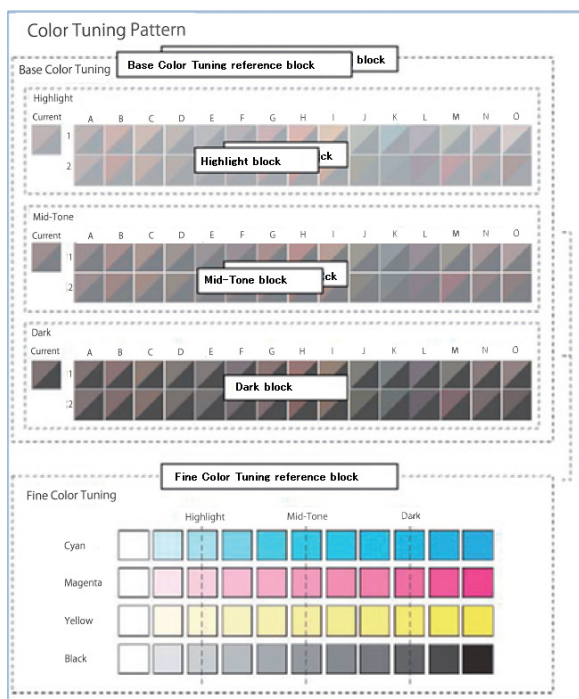 Color Tuning Pattern
block
Base Color Tuning reference block
Base Color Tuning
Highlight
Current A B C D E F G H I J K L M N O
1
ck
Highlight block
2
Mid-Tone
Current A B C D E F G H I J K L M N O
1
ck
Mid-Tone block
2
Dark
Current A B C D E F G H I J K L M N O
1
Dark block
2
Fine Color Tuning reference block
Fine Color Tuning
Highlight Mid-Tone Dark
Cyan
Magenta
Yellow
Black